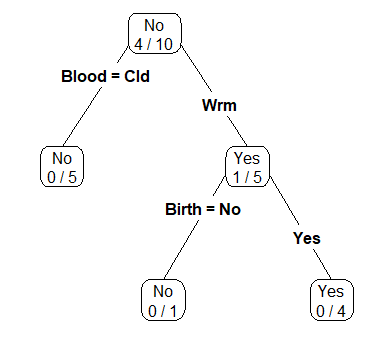 No
4 / 10
Blood = Cld
Wrm
No
0 / 5
Yes
1 / 5
Birth = No
Yes
No
0 / 1
Yes
0 / 4